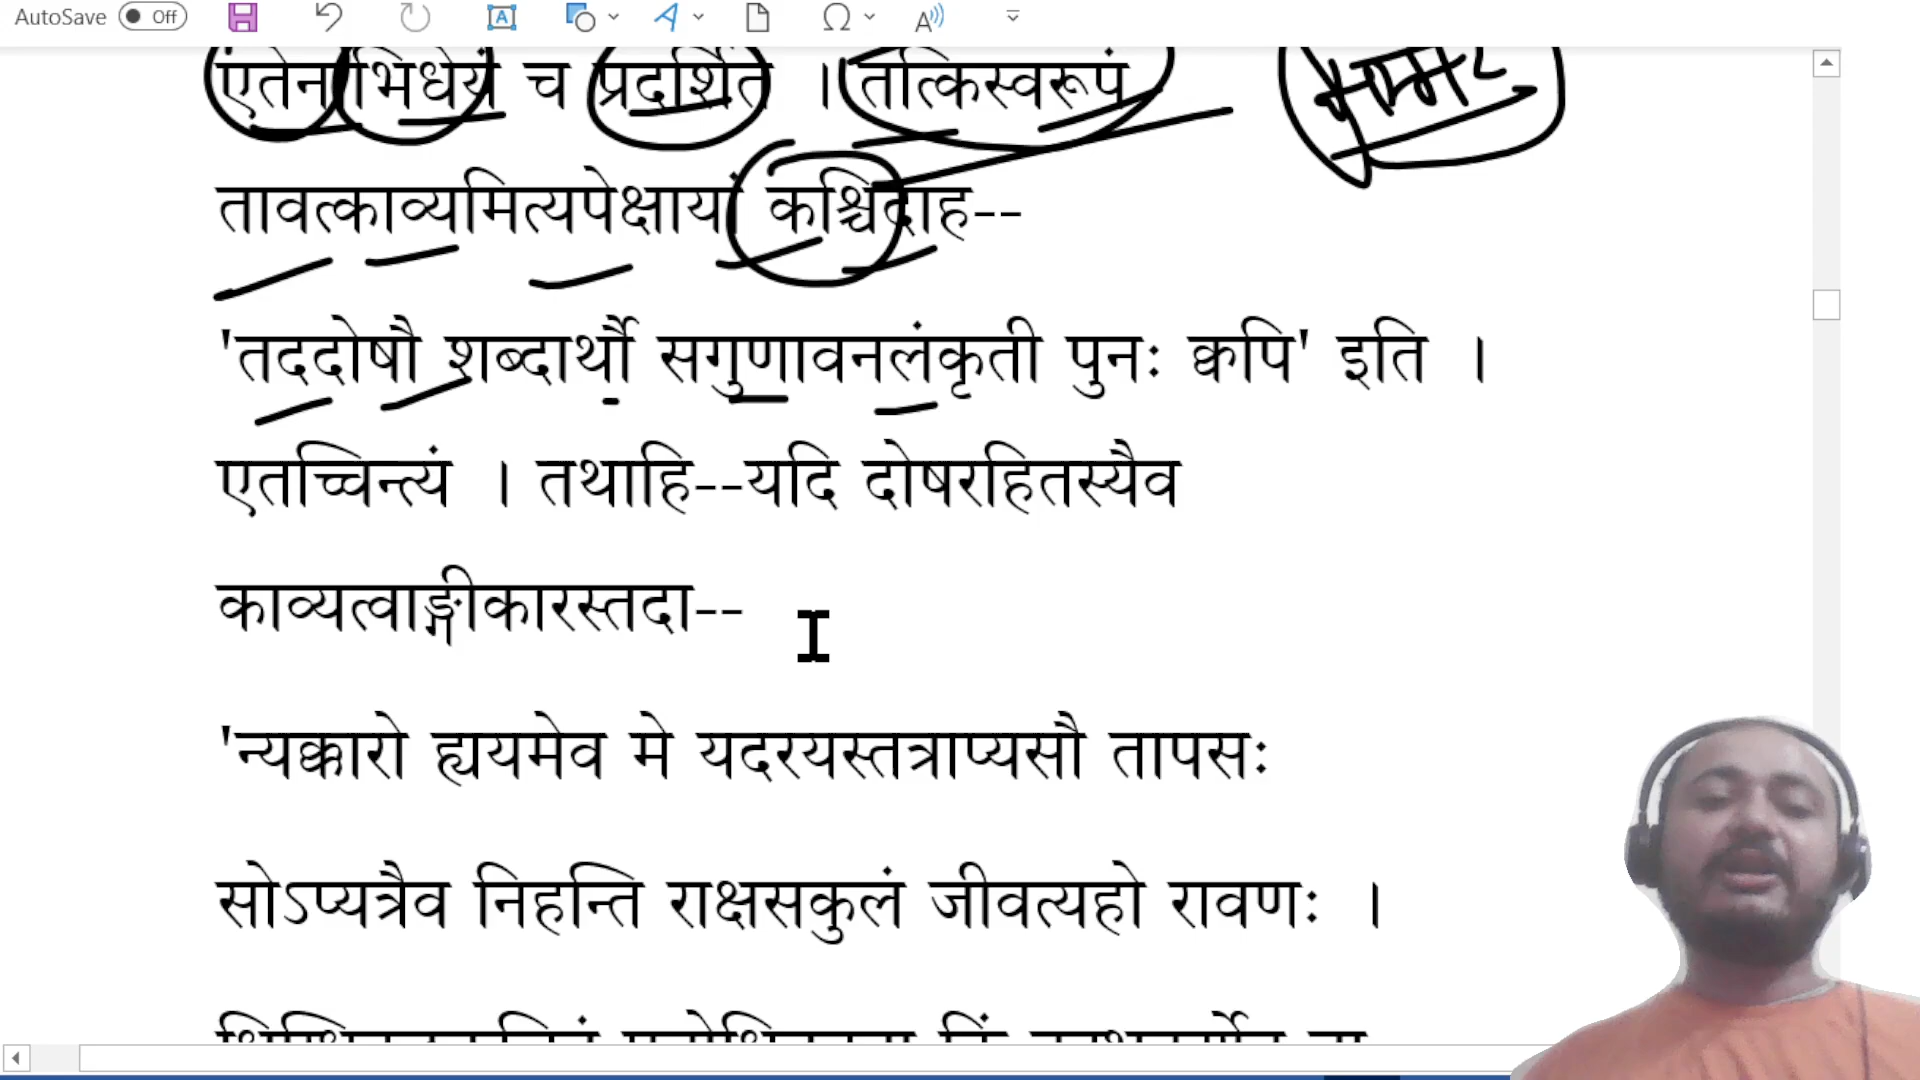 AutoSave Off
एतेनाभिधेयं च प्रदर्शितं । तत्किंस्वरूपं
तावत्काव्यमित्यपेक्षायां कश्चिदाह--
'तददोषौ शब्दार्थौ सगुणावनलंकृती पुनः क्वपि' इति ।
एतच्चिन्त्यं । तथाहि--यदि दोषरहितस्यैव
काव्यत्वाङ्गीकारस्तदा--
'न्यक्कारो ह्ययमेव मे यदरयस्तत्राप्यसौ तापसः
सोऽप्यत्रैव निहन्ति राक्षसकुलं जीवत्यहो रावणः ।